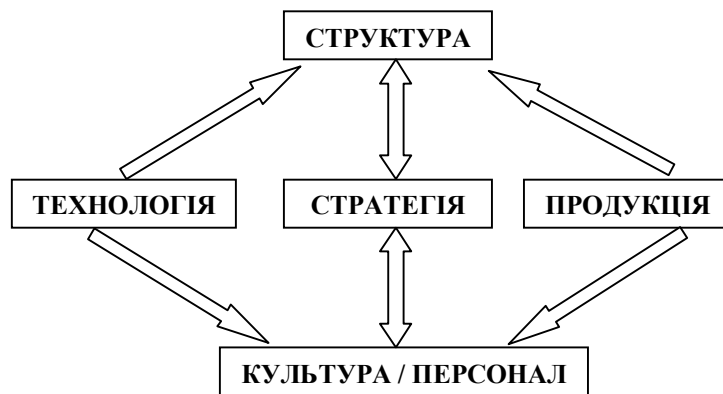 СТРУКТУРА
ТЕХНОЛОГІЯ
СТРАТЕГІЯ
ПРОДУКЦІЯ
КУЛЬТУРА / ПЕРСОНАЛ